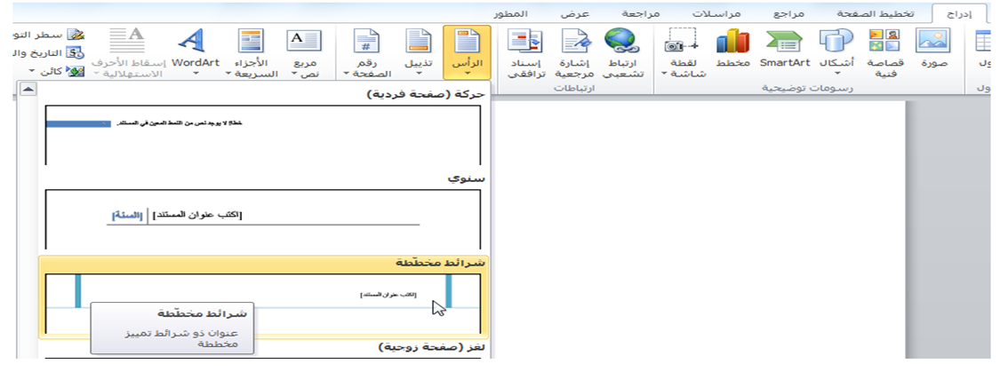 إدراج تخطيط الصفحة مراجع مراسلات مراجعة عرض المطور
صورة
قصاصة فنية
أشكال
SmartArt
مخطط
لقطة شاشة
ارتباط تشعبي
إشارة مرجعية
إسناد ترافقي
الرأس
تذييل
رقم الصفحة
مربع نص
الأجزاء السريعة
WordArt
إسقاط الأحرف الاستهلالية
سطر التو
التاريخ وال
كائن
رسومات توضيحية
ارتباطات
حركة (صفحة فردية)
خطأ! لا يوجد نص من النمط المعين في المستند.
سنوي
[اكتب عنوان المستند] [السنة]
شرائط مخطّطة
[اكتب عنوان المستند]
شرائط مخطّطة
عنوان ذو شرائط تمييز
مخططة
لغز (صفحة زوجية)